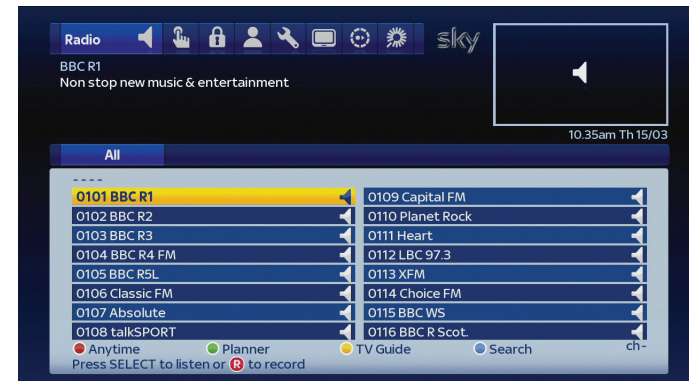 Radio
sky
BBC R1
Non stop new music & entertainment
10.35am Th 15/03
All
----
0101 BBC R1
0102 BBC R2
0103 BBC R3
0104 BBC R4 FM
0105 BBC R5L
0106 Classic FM
0107 Absolute
0108 talkSPORT
0109 Capital FM
0110 Planet Rock
0111 Heart
0112 LBC 97.3
0113 XFM
0114 Choice FM
0115 BBC WS
0116 BBC R Scot.
Anytime Planner TV Guide Search ch-
Press SELECT to listen or R to record